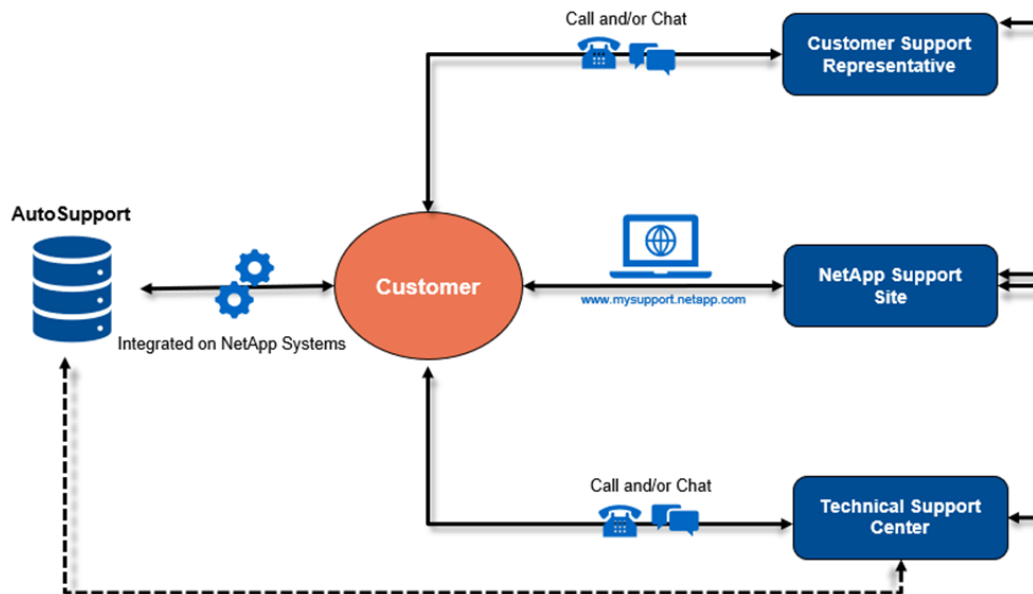 Call and/or Chat
Customer Support
Representative
AutoSupport
Customer
NetApp Support
Site
www.mysupport.netapp.com
Integrated on NetApp Systems
Call and/or Chat
Technical Support
Center